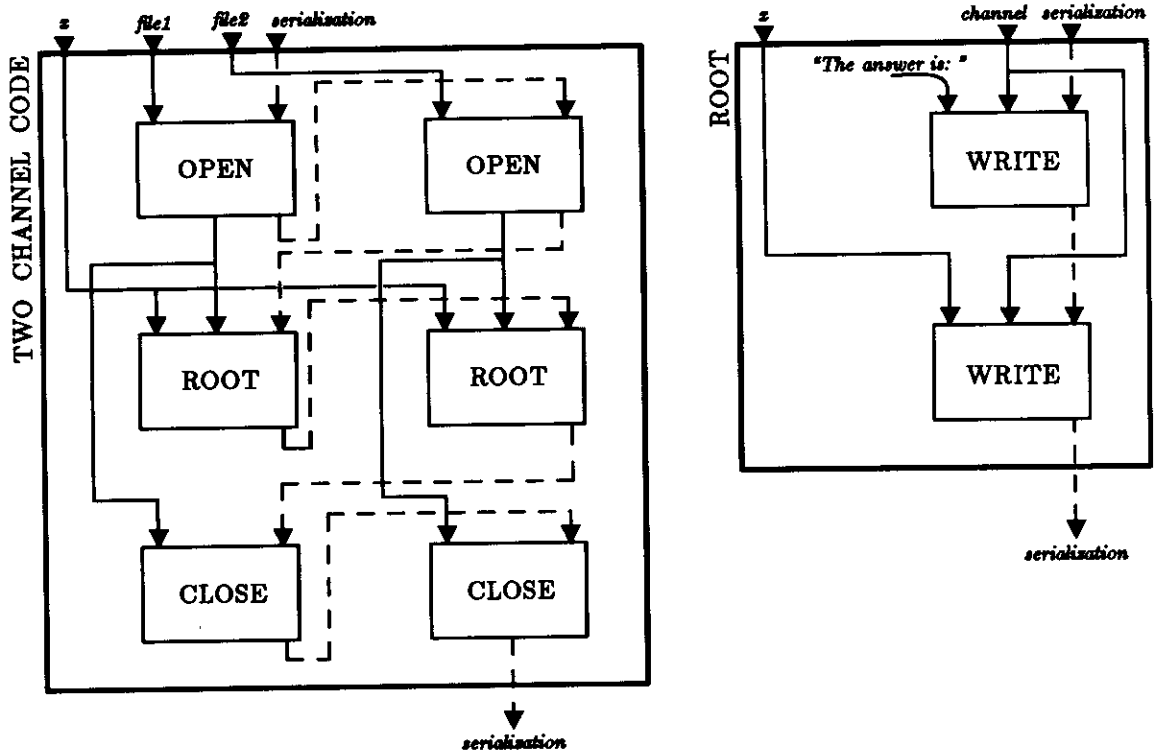 x file1 file2 serialization
TWO CHANNEL CODE
OPEN OPEN
ROOT ROOT
CLOSE CLOSE
serialization
x channel serialization
ROOT
"The answer is: "
WRITE
WRITE
serialization